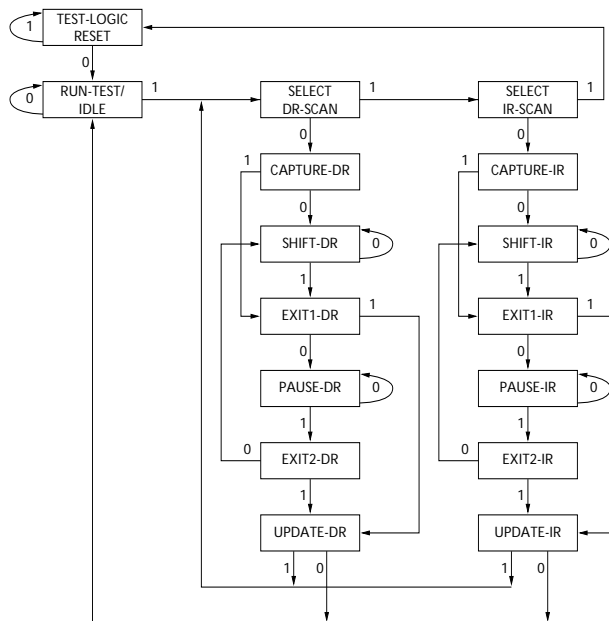 TEST-LOGIC
RESET
1
0
RUN-TEST/
IDLE
0
1
SELECT
DR-SCAN
1
SELECT
IR-SCAN
1
0
0
CAPTURE-DR
1
CAPTURE-IR
1
0
0
SHIFT-DR
0
SHIFT-IR
0
1
1
EXIT1-DR
1
EXIT1-IR
1
0
0
PAUSE-DR
0
PAUSE-IR
0
1
1
EXIT2-DR
0
EXIT2-IR
0
1
1
UPDATE-DR
UPDATE-IR
1
0
1
0